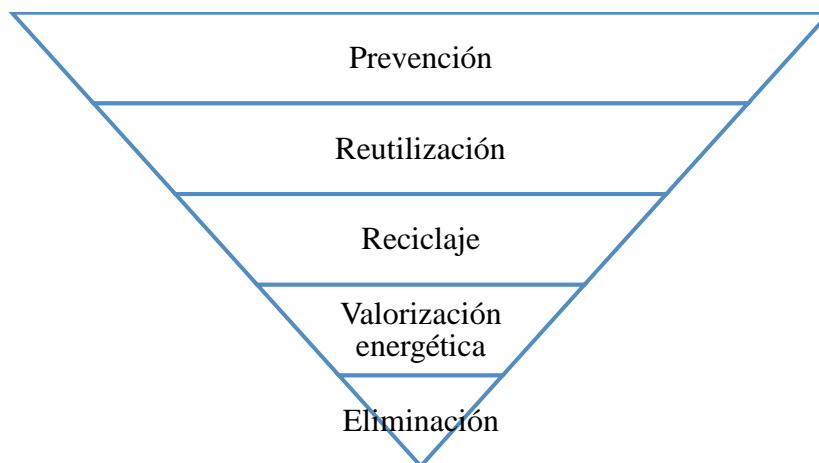 Prevención
Reutilización
Reciclaje
Valorización
energética
Eliminación